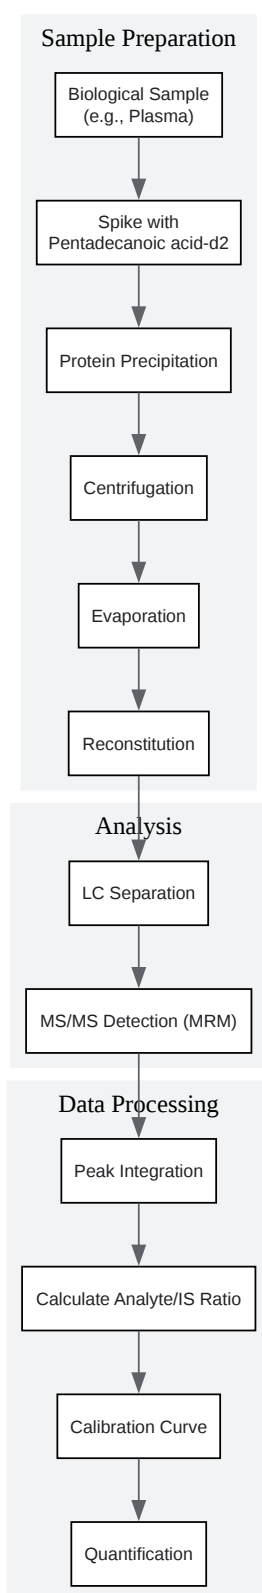 Sample Preparation
Biological Sample
(e.g., Plasma)
Spike with
Pentadecanoic acid-d2
Protein Precipitation
Centrifugation
Evaporation
Reconstitution
Analysis
LC Separation
MS/MS Detection (MRM)
Data Processing
Peak Integration
Calculate Analyte/IS Ratio
Calibration Curve
Quantification